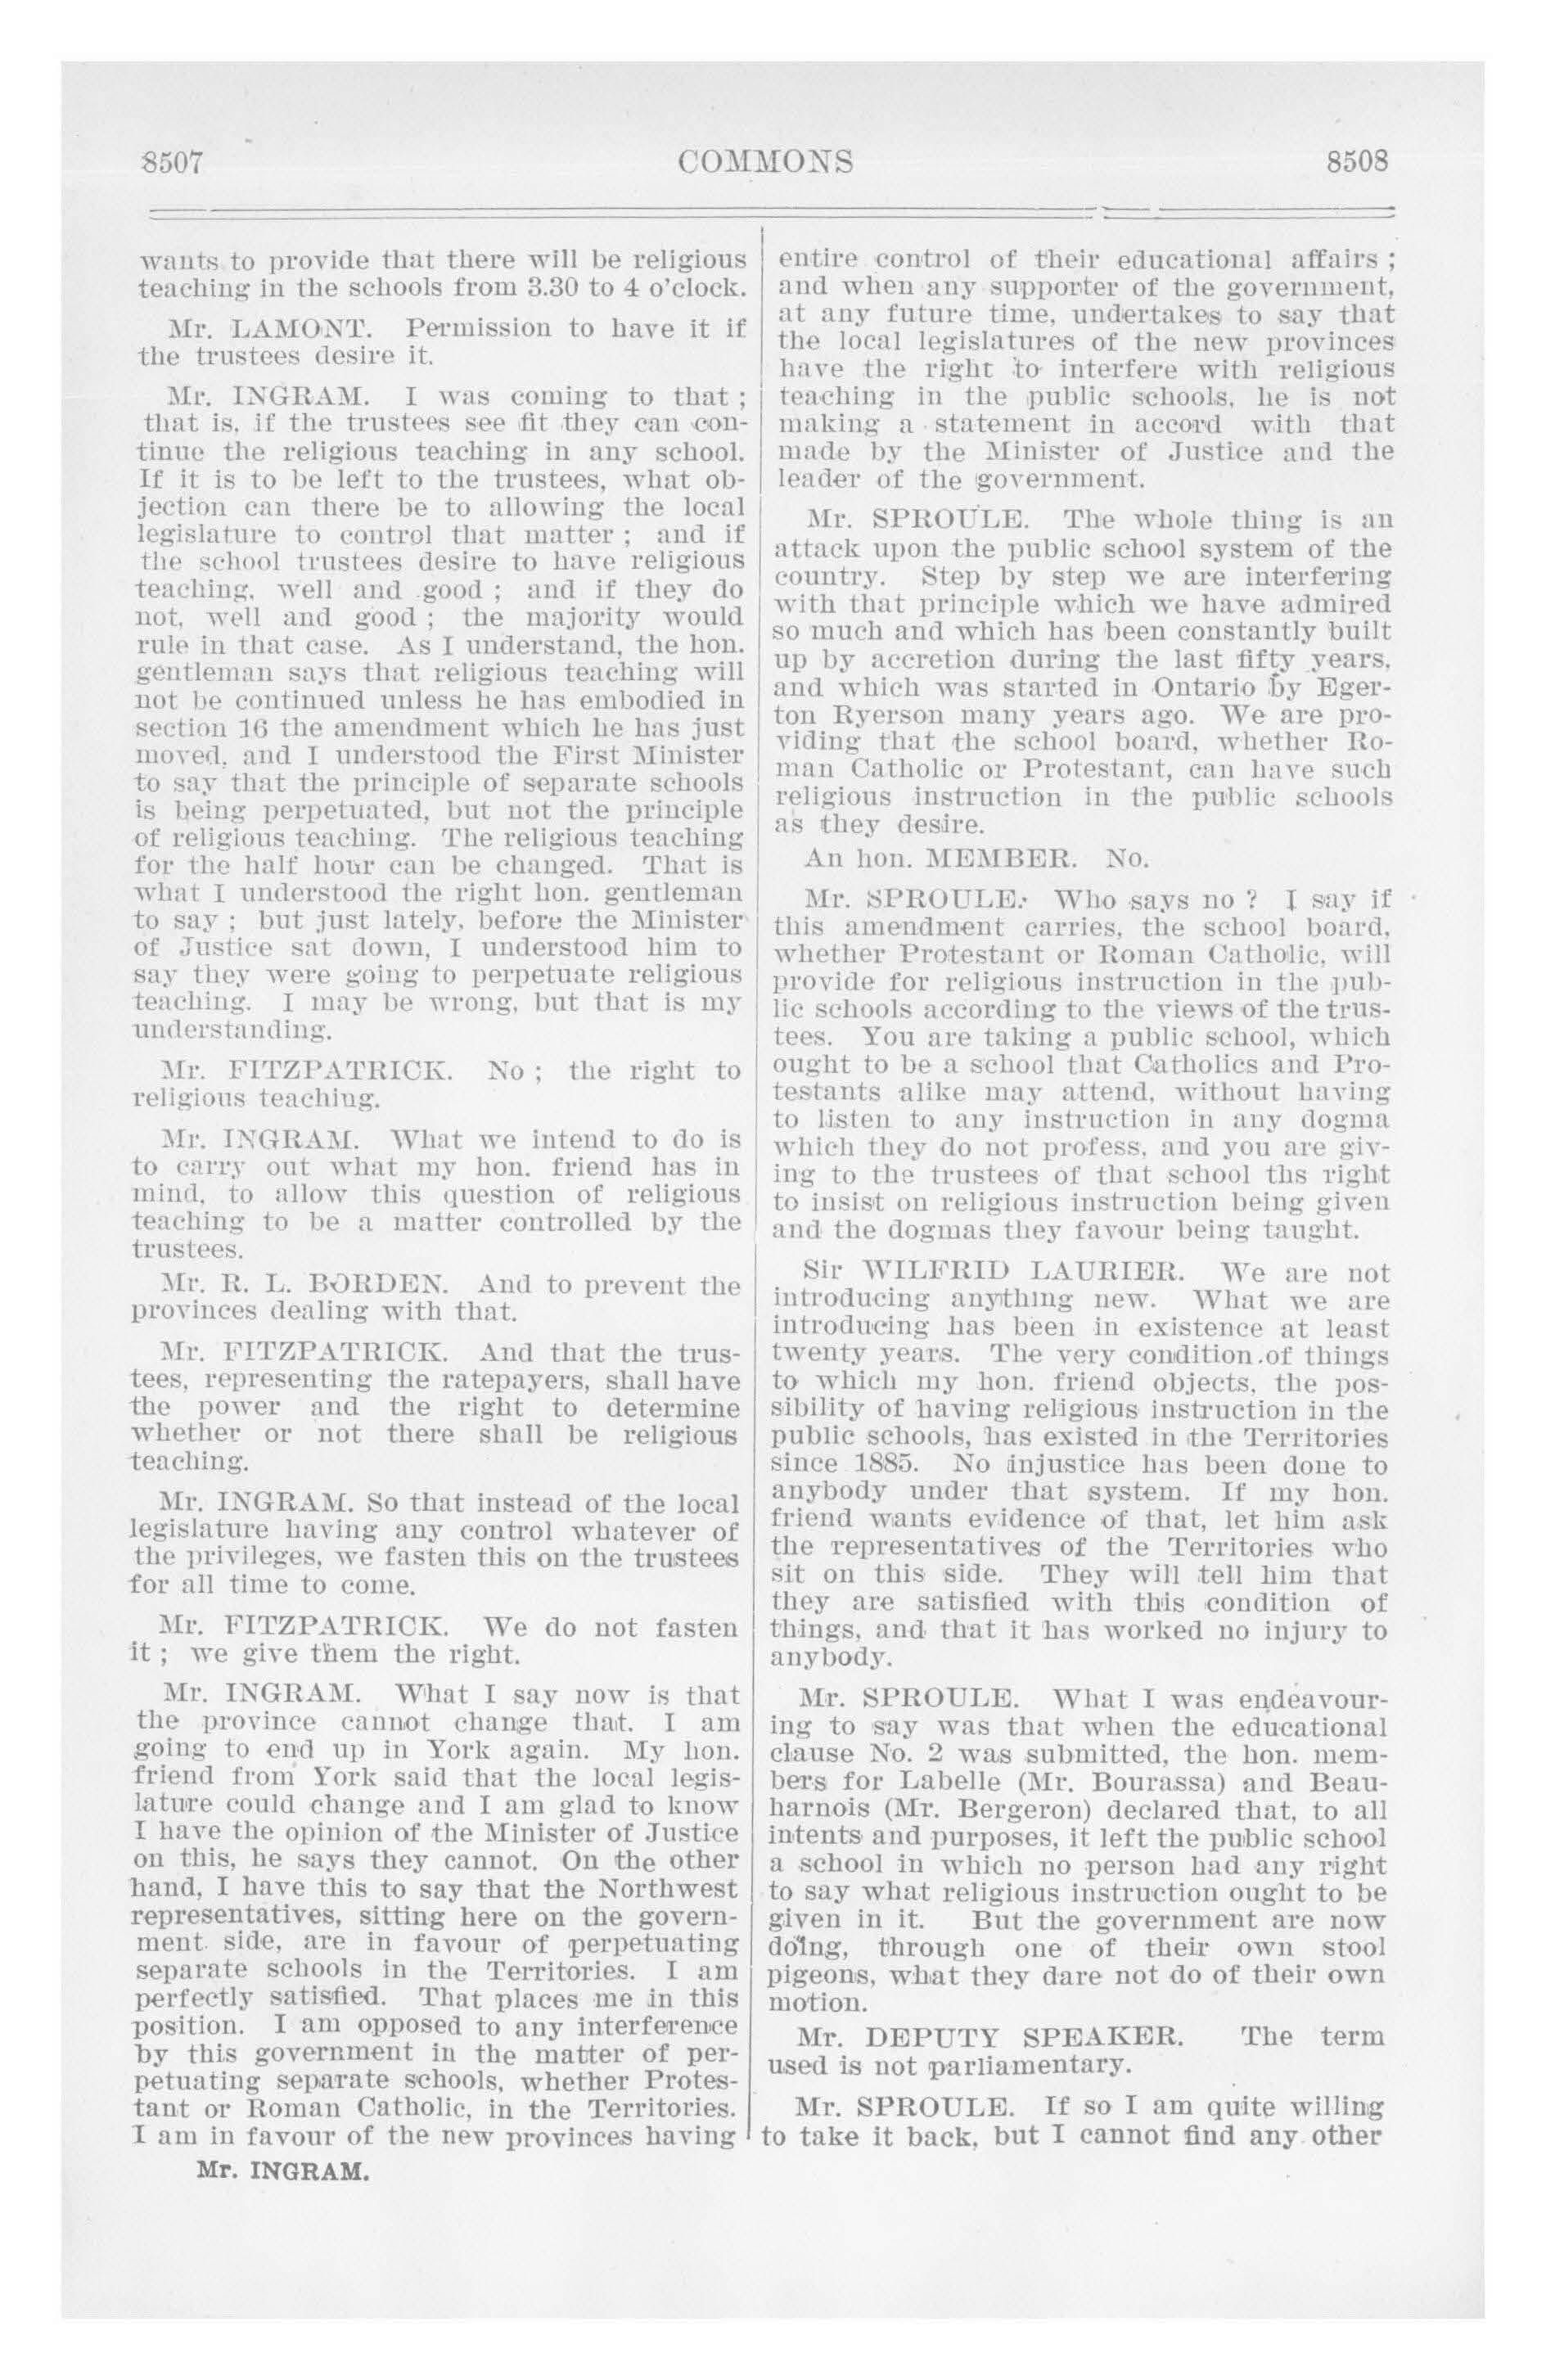 8507 COMMONS 8508
wants to provide that there will be religious
teaching in the schools from 3.30 to 4 o'clock.
Mr. LAMONT. Permission to have it if
the trustees desire it.
Mr. INGRAM. I was coming to that ;
that is, if the trustees see fit they can con-
tinue the religious teaching in any school.
If it is to be left to the trustees, what ob-
jection can there be to allowing the local
legislature to control that matter ; and if
the school trustees desire to have religious
teaching, well and good ; and if they do
not, well and good ; the majority would
rule in that case. As I understand, the hon.
gentleman says that religious teaching will
not be continued unless he has embodied in
section 16 the amendment which he has just
moved, and I understood the First Minister
to say that the principle of separate schools
is being perpetuated, but not the principle
of religious teaching. The religious teaching
for the half hour can be changed. That is
what I understood the right hon. gentleman
to say ; but just lately, before the Minister
of Justice sat down, I understood him to
say they were going to perpetuate religious
teaching. I may be wrong, but that is my
understanding.
Mr. FITZPATRICK. No ; the right to
religious teaching.
Mr. INGRAM. What we intend to do is
to carry out what my hon. friend has in
mind, to allow this question of religious
teaching to be a matter controlled by the
trustees.
Mr. R. L. BORDEN. And to prevent the
provinces dealing with that.
Mr. FITZPATRICK. And that the trus-
tees, representing the ratepayers, shall have
the power and the right to determine
whether or not there shall be religious
teaching.
Mr. INGRAM. So that instead of the local
legislature having any control whatever of
the privileges, we fasten this on the trustees
for all time to come.
Mr. FITZPATRICK. We do not fasten
it ; we give them the right.
Mr. INGRAM. What I say now is that
the province cannot change that. I am
going to end up in York again. My hon.
friend from York said that the local legis-
lature could change and I am glad to know
I have the opinion of the Minister of Justice
on this, he says they cannot. On the other
hand, I have this to say that the Northwest
representatives, sitting here on the govern-
ment side, are in favour of perpetuating
separate schools in the Territories. I am
perfectly satisfied. That places me in this
position. I am opposed to any interference
by this government in the matter of per-
petuating separate schools, whether Protes-
tant or Roman Catholic, in the Territories.
I am in favour of the new provinces having
Mr. INGRAM.
entire control of their educational affairs ;
and when any supporter of the government,
at any future time, undertakes to say that
the local legislatures of the new provinces
have the right to interfere with religious
teaching in the public schools, he is not
making a statement in accord with that
made by the Minister of Justice and the
leader of the government.
Mr. SPROULE. The whole thing is an
attack upon the public school system of the
country. Step by step we are interfering
with that principle which we have admired
so much and which has been constantly built
up by accretion during the last fifty years,
and which was started in Ontario by Eger-
ton Ryerson many years ago. We are pro-
viding that the school board, whether Ro-
man Catholic or Protestant, can have such
religious instruction in the public schools
as they desire.
An hon. MEMBER. No.
Mr. SPROULE. Who says no ? I say if
this amendment carries, the school board,
whether Protestant or Roman Catholic, will
provide for religious instruction in the pub-
lic schools according to the views of the trus-
tees. You are taking a public school, which
ought to be a school that Catholics and Pro-
testants alike may attend, without having
to listen to any instruction in any dogma
which they do not profess, and you are giv-
ing to the trustees of that school ths right
to insist on religious instruction being given
and the dogmas they favour being taught.
Sir WILFRID LAURIER. We are not
introducing anything new. What we are
introducing has been in existence at least
twenty years. The very condition of things
to which my hon. friend objects, the pos-
sibility of having religious instruction in the
public schools, has existed in the Territories
since 1885. No injustice has been done to
anybody under that system. If my hon.
friend wants evidence of that, let him ask
the representatives of the Territories who
sit on this side. They will tell him that
they are satisfied with this condition of
things, and that it has worked no injury to
anybody.
Mr. SPROULE. What I was endeavour-
ing to say was that when the educational
clause No. 2 was submitted, the hon. mem-
bers for Labelle (Mr. Bourassa) and Beau-
harnois (Mr. Bergeron) declared that, to all
intents and purposes, it left the public school
a school in which no person had any right
to say what religious instruction ought to be
given in it. But the government are now
doing, through one of their own stool
pigeons, what they dare not do of their own
motion.
Mr. DEPUTY SPEAKER. The term
used is not parliamentary.
Mr. SPROULE. If so I am quite willing
to take it back, but I cannot find any other